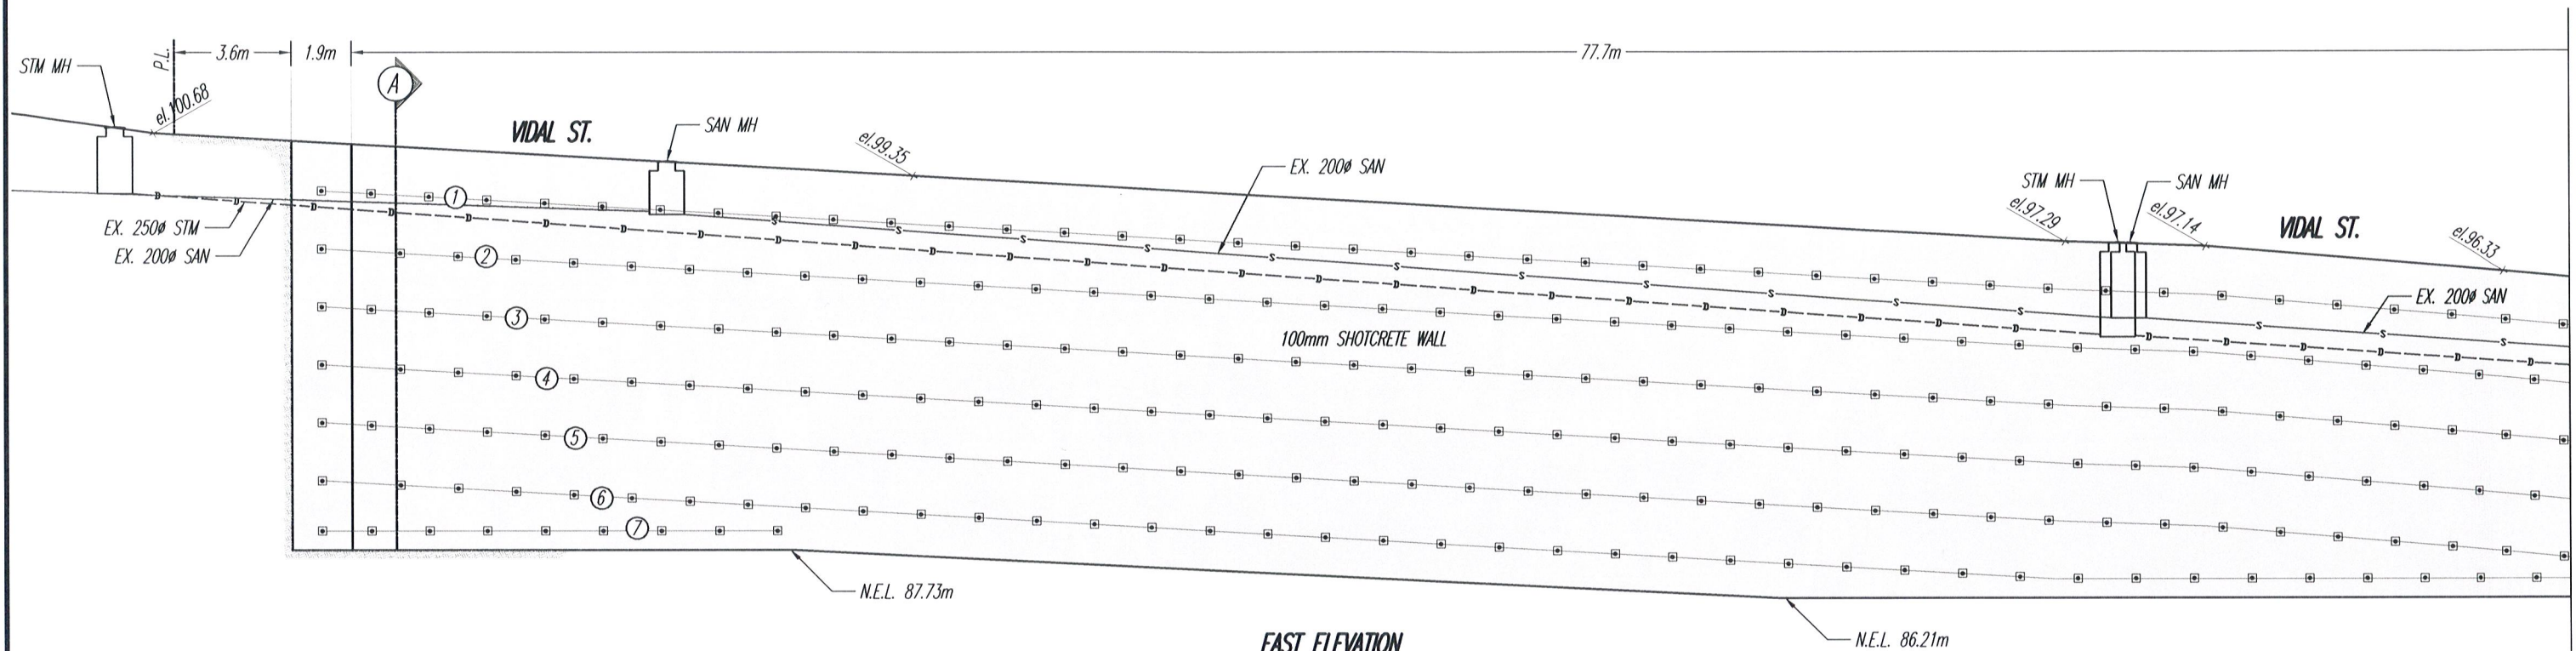 3.6m
1.9m
77.7m
P.L.
STM MH
el.100.68
A
VIDAL ST.
SAN MH
el.99.35
EX. 200ø SAN
STM MH
SAN MH
el.97.29
el.97.14
VIDAL ST.
el.96.33
EX. 250ø STM
EX. 200ø SAN
EX. 200ø SAN
1
2
3
4
5
6
7
100mm SHOTCRETE WALL
N.E.L. 87.73m
N.E.L. 86.21m
EAST ELEVATION